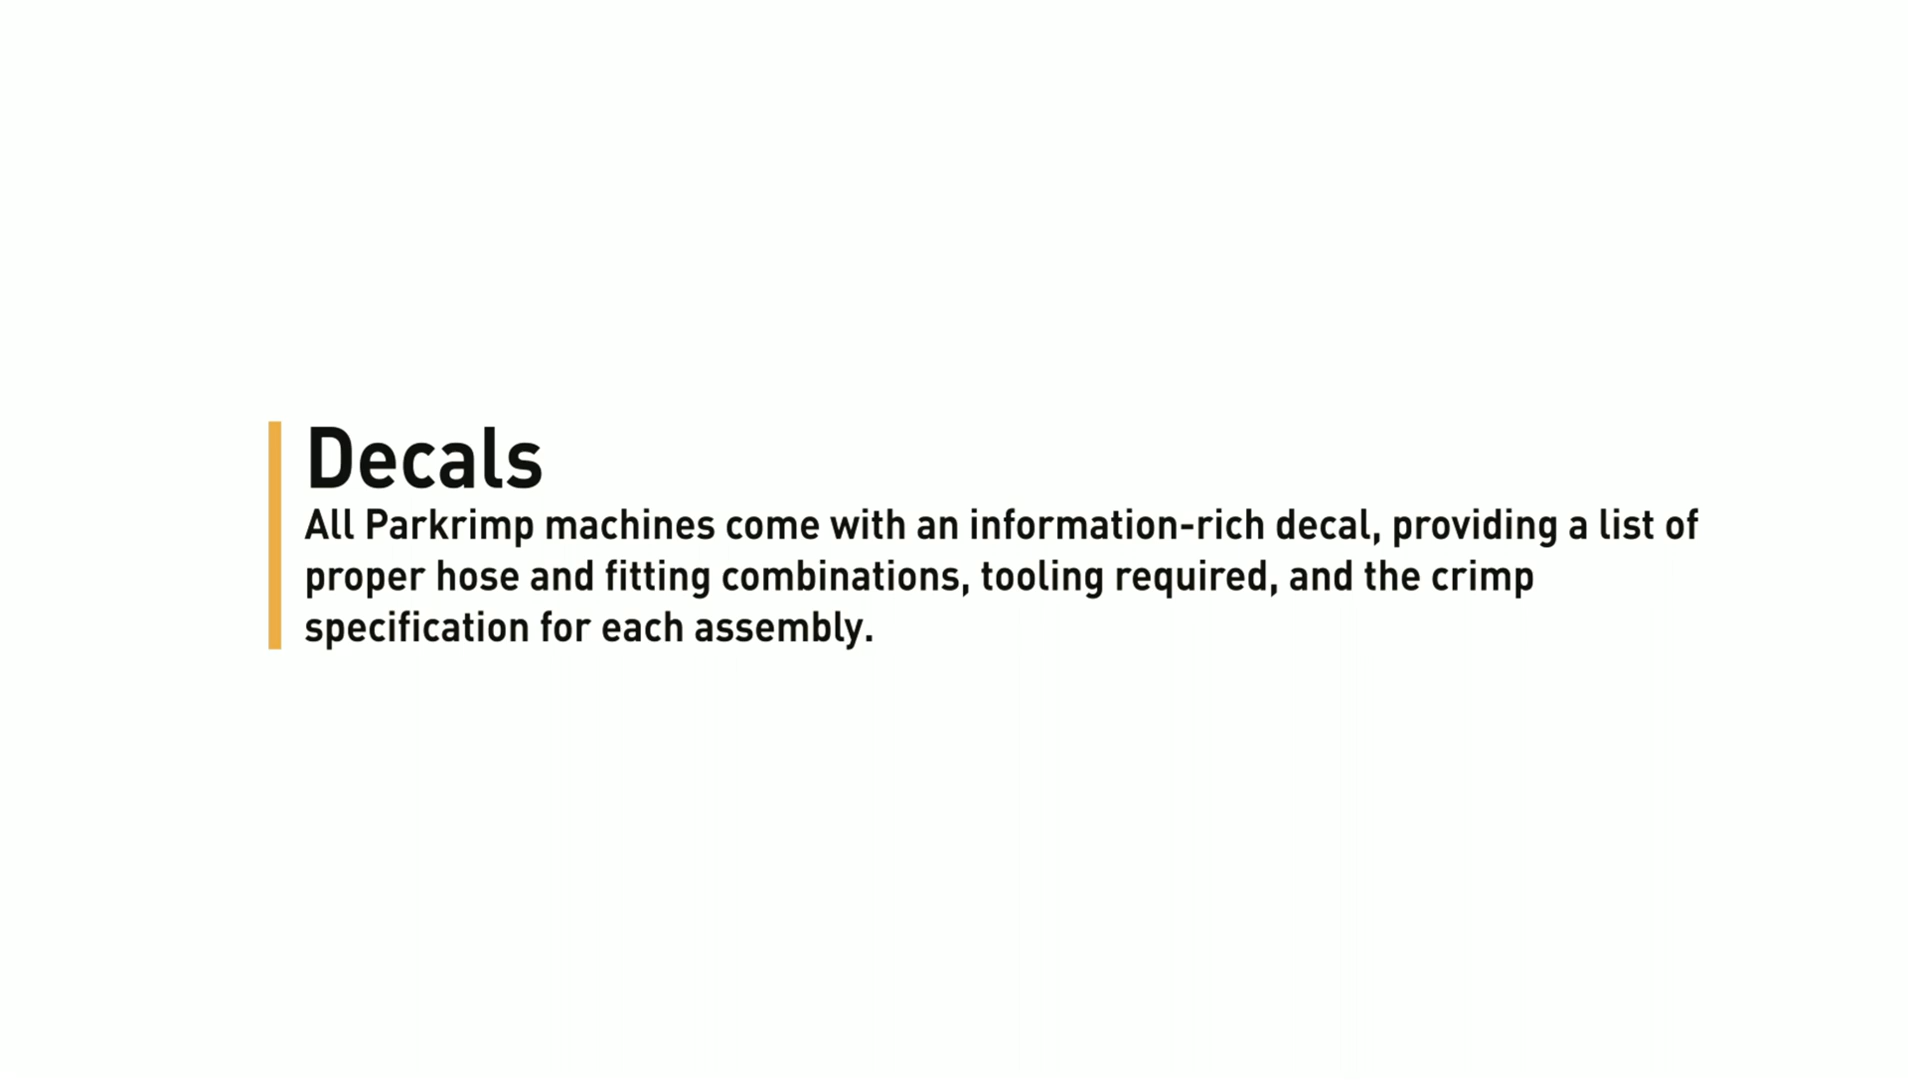 Decals
All Parkrimp machines come with an information-rich decal, providing a list of
proper hose and fitting combinations, tooling required, and the crimp
specification for each assembly.